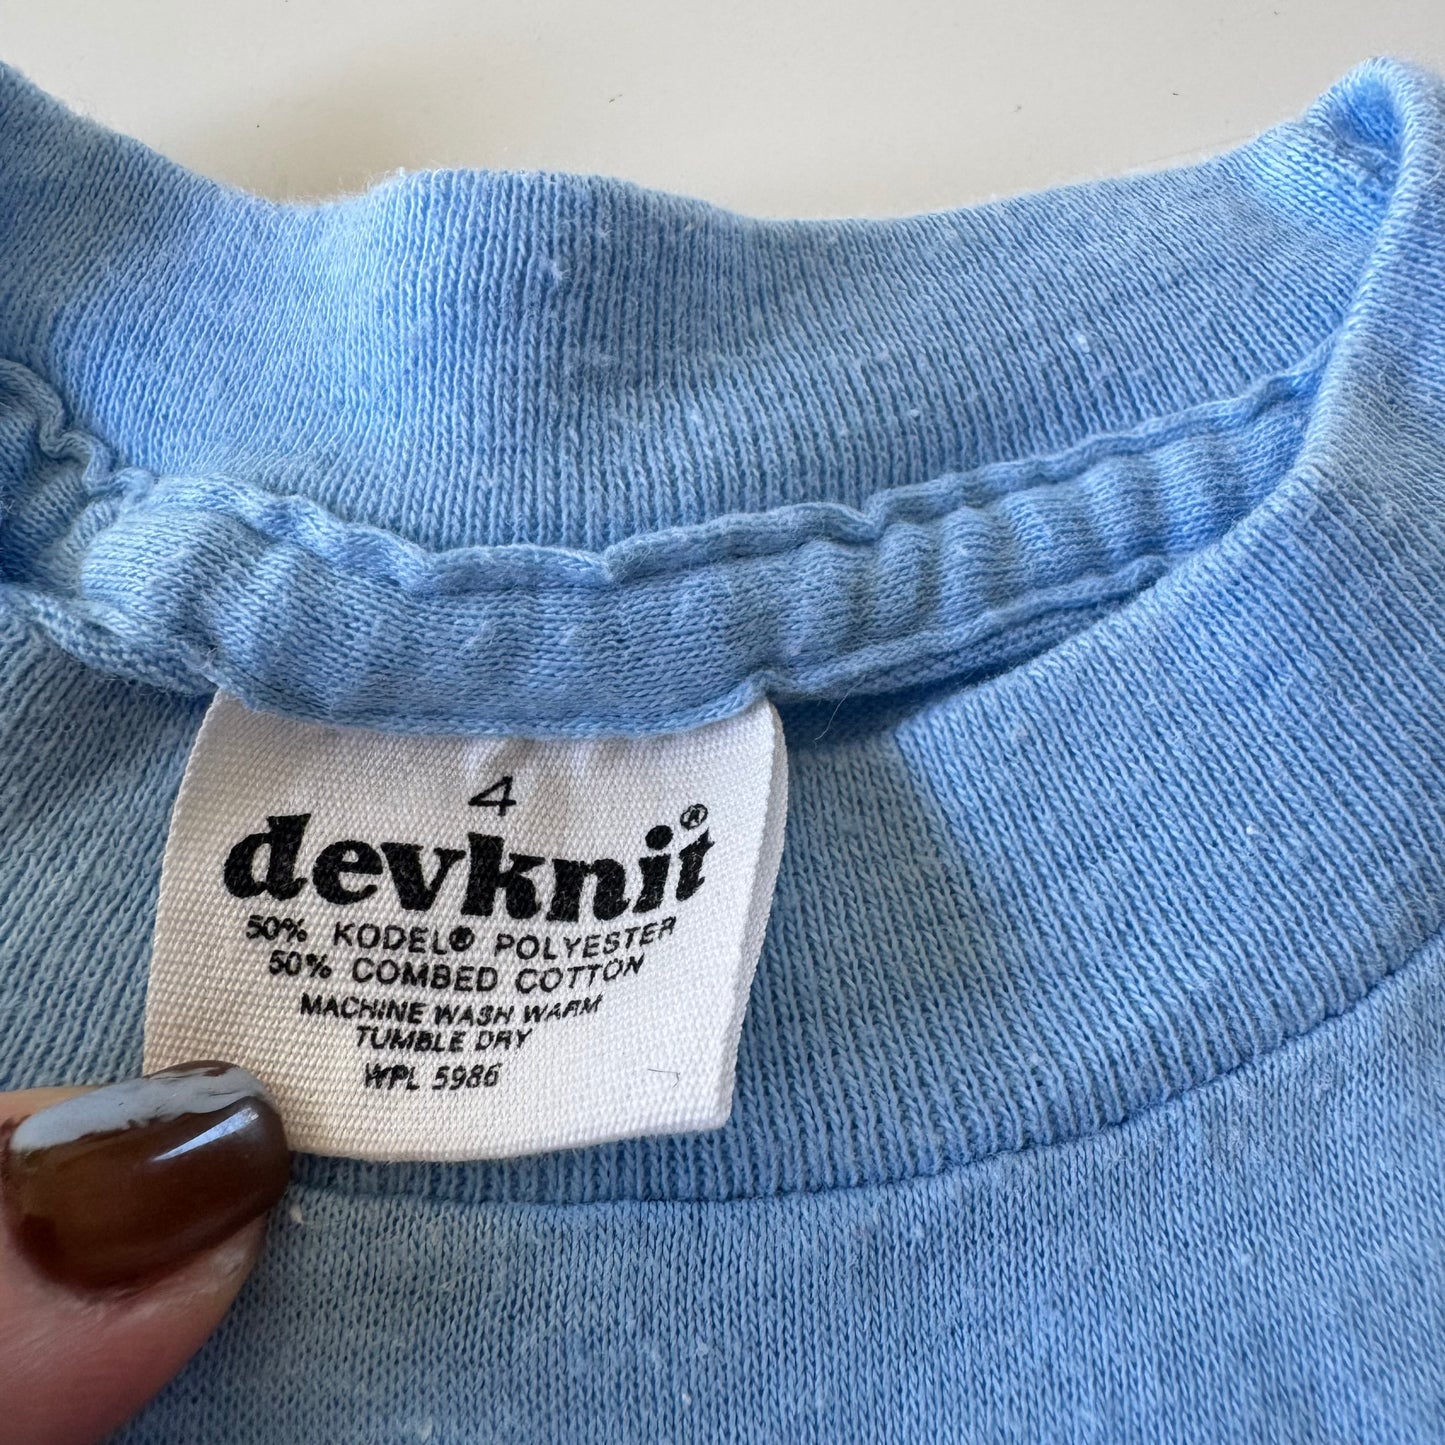 4
devknit®
50% KODEL® POLYESTER
50% COMBED COTTON
MACHINE WASH WARM
TUMBLE DRY
WPL 5986